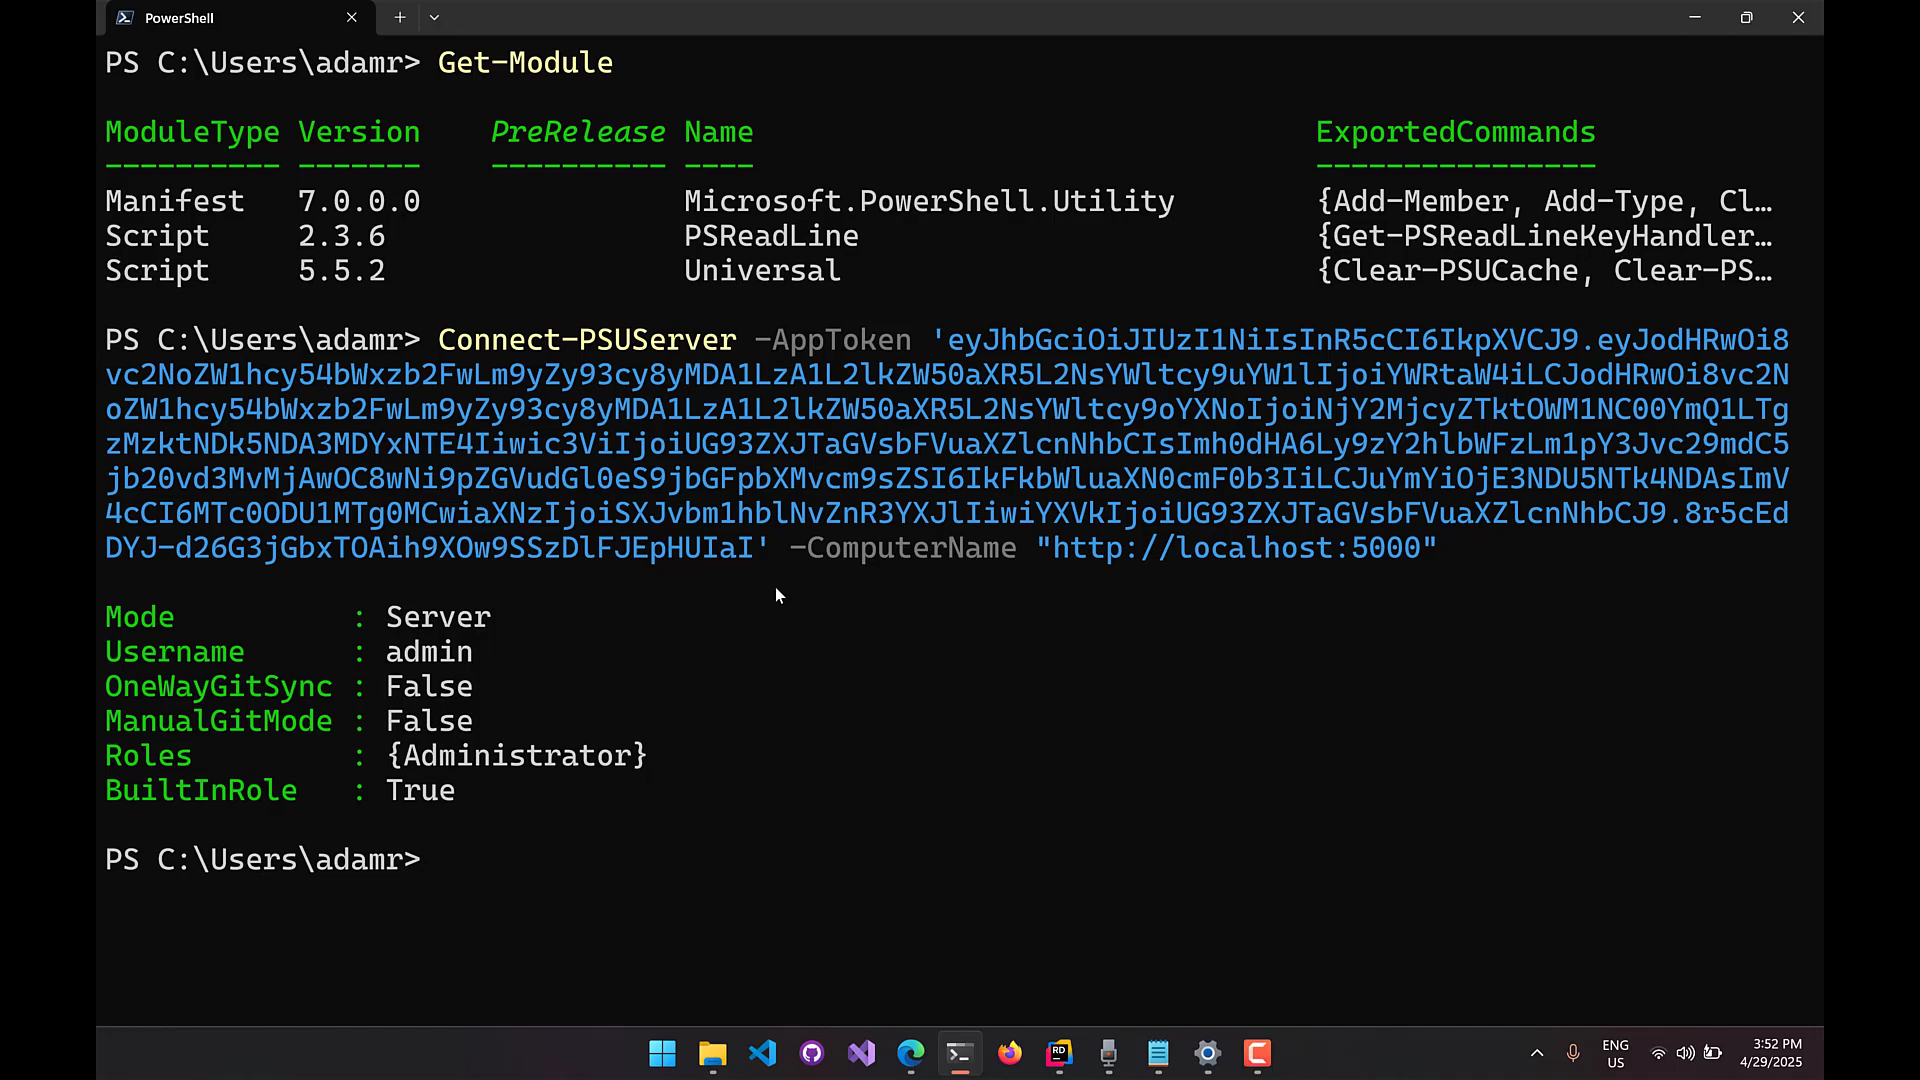 PowerShell
PS C:\Users\adamr> Get-Module
ModuleType Version PreRelease Name ExportedCommands
---------- ------- ---------- ---- ----------------
Manifest 7.0.0.0 Microsoft.PowerShell.Utility {Add-Member, Add-Type, Cl…
Script 2.3.6 PSReadLine {Get-PSReadLineKeyHandler…
Script 5.5.2 Universal {Clear-PSUCache, Clear-PS…
PS C:\Users\adamr> Connect-PSUServer -AppToken 'eyJhbGciOiJIUzI1NiIsInR5cCI6IkpXVCJ9.eyJodHRwOi8
vc2NoZW1hcy54bWxzb2FwLm9yZy93cy8yMDA1LzA1L2lkZW50aXR5L2NsYWltcy9uYW1lIjoiYWRtaW4iLCJodHRwOi8vc2N
oZW1hcy54bWxzb2FwLm9yZy93cy8yMDA1LzA1L2lkZW50aXR5L2NsYWltcy9oYXNoIjoiNjY2MjcyZTktOWM1NC00YmQ1LTg
zMzktNDk5NDA3MDYxNTE4Iiwic3ViIjoiUG93ZXJTaGVsbFVuaXZlcnNhbCIsImh0dHA6Ly9zY2hlbWFzLm1pY3Jvc29mdC5
jb20vd3MvMjAwOC8wNi9pZGVudGl0eS9jbGFpbXMvcm9sZSI6IkFkbWluaXN0cmF0b3IiLCJuYmYiOjE3NDU5NTk4NDAsImV
4cCI6MTc0ODU1MTg0MCwiaXNzIjoiSXJvbm1hblNvZnR3YXJlIiwiYXVkIjoiUG93ZXJTaGVsbFVuaXZlcnNhbCJ9.8r5cEd
DYJ-d26G3jGbxTOAih9XOw9SSzDlFJEpHUIaI' -ComputerName "http://localhost:5000"
Mode : Server
Username : admin
OneWayGitSync : False
ManualGitMode : False
Roles : {Administrator}
BuiltInRole : True
PS C:\Users\adamr>
RD
ENG
US
3:52 PM
4/29/2025